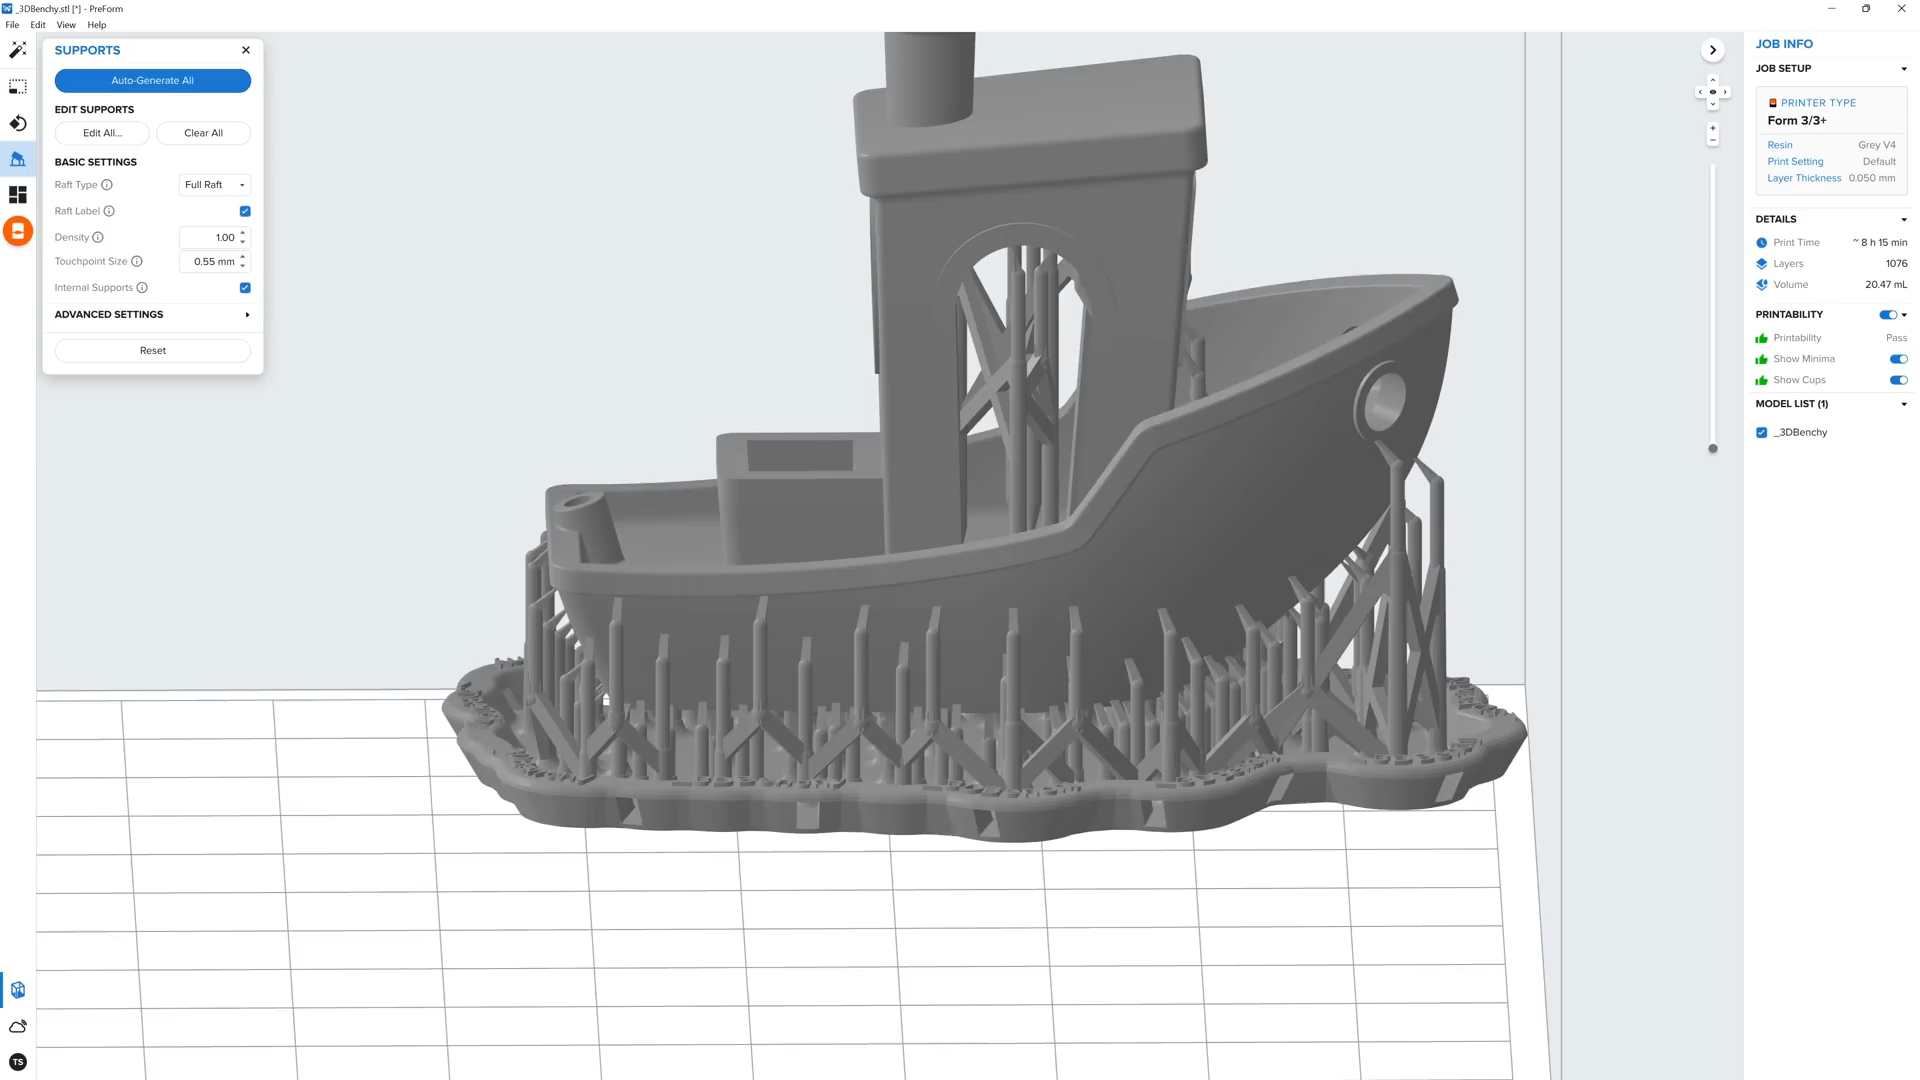 _3DBenchy.stl [*] - PreForm
File Edit View Help
SUPPORTS
Auto-Generate All
EDIT SUPPORTS
Edit All... Clear All
BASIC SETTINGS
Raft Type Full Raft
Raft Label
Density 1.00
Touchpoint Size 0.55 mm
Internal Supports
ADVANCED SETTINGS
Reset
TS
JOB INFO
JOB SETUP
PRINTER TYPE
Form 3/3+
Resin Grey V4
Print Setting Default
Layer Thickness 0.050 mm
DETAILS
Print Time ~ 8 h 15 min
Layers 1076
Volume 20.47 mL
PRINTABILITY
Printability Pass
Show Minima
Show Cups
MODEL LIST (1)
_3DBenchy